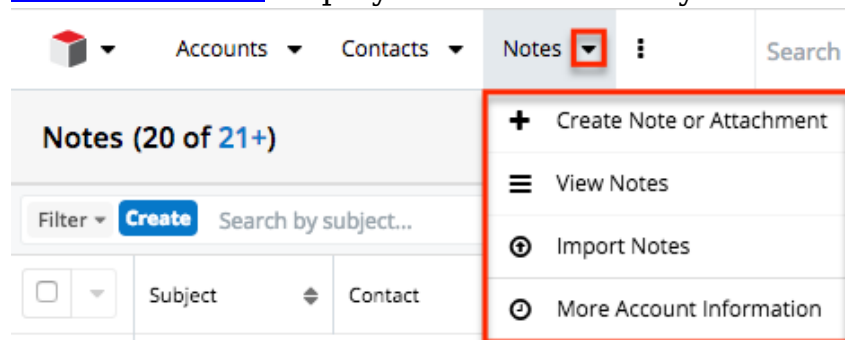 Accounts Contacts Notes Search
Notes (20 of 21+)
Create Note or Attachment
View Notes
Filter Create Search by subject...
Import Notes
Subject Contact
More Account Information